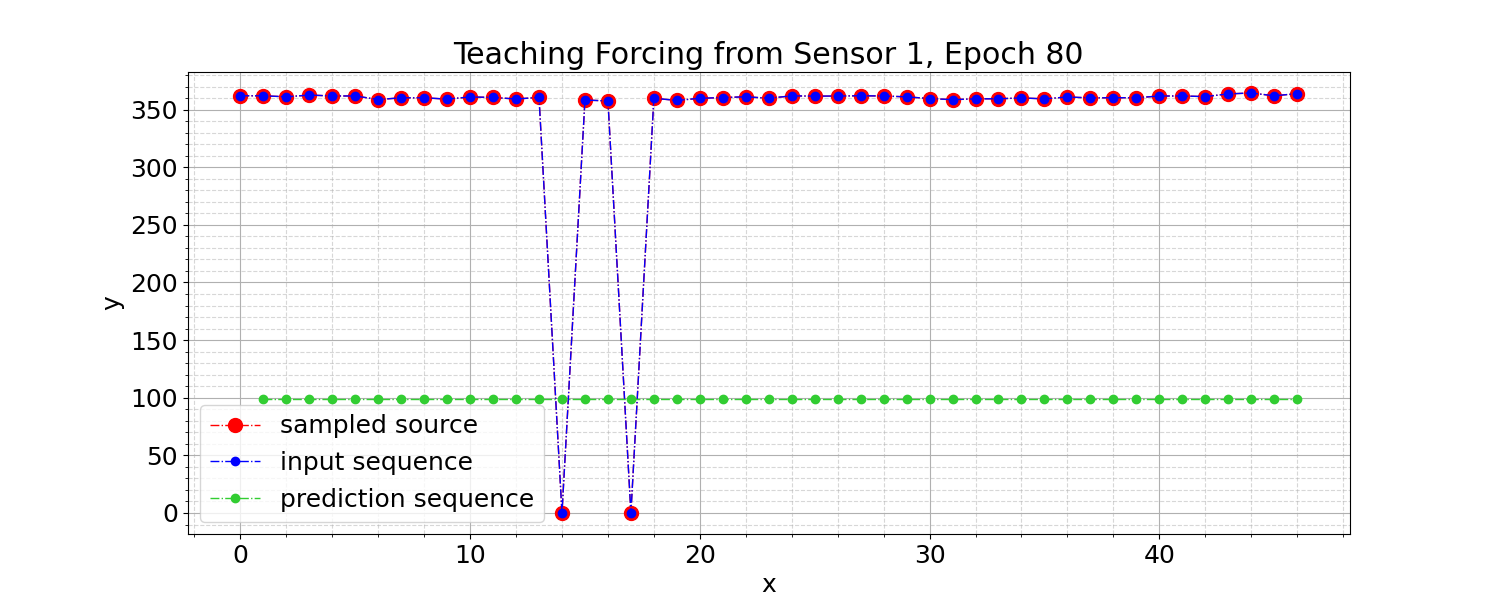 Teaching Forcing from Sensor 1, Epoch 80
350
300
250
200
150
100
50
0
y
sampled source
input sequence
prediction sequence
0 10 20 30 40
x